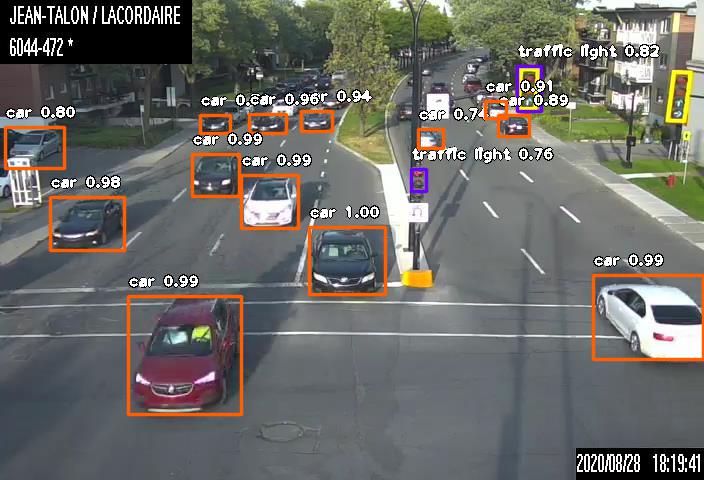 JEAN-TALON / LACORDAIRE
6044-472 *
traffic light 0.82
car 0.91
car 0.96
0.94
car 0.89
car 0.80
car 0.74
car 0.99
car 0.99
traffic light 0.76
car 0.98
car 1.00
car 0.99
car 0.99
2020/08/28 18:19:41